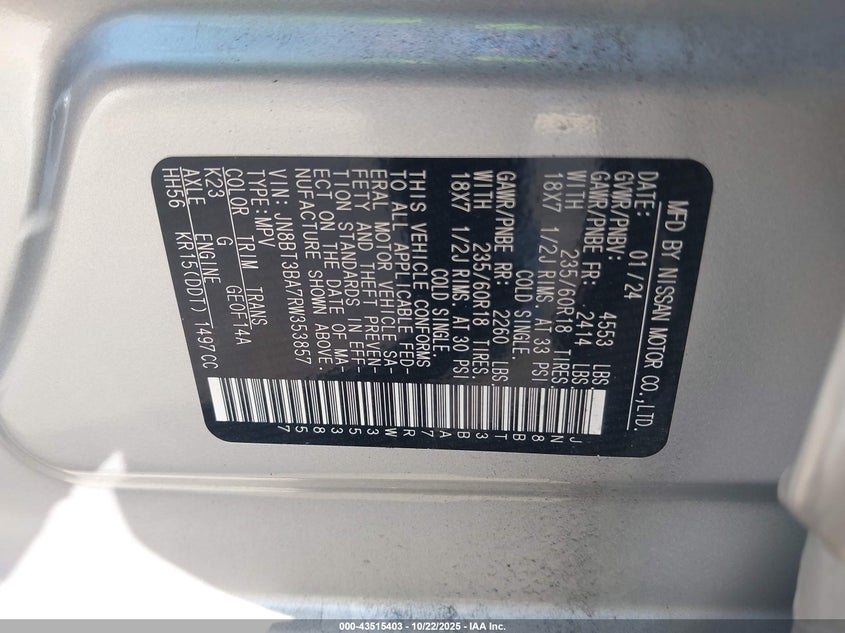 MFD BY NISSAN MOTOR CO.,LTD.
DATE: 01/24
GVWR/PNBV: 4553 LBS.
GAWR/PNBE FR: 2414 LBS.
WITH 235/60R18 TIRES.
18X7 1/2J RIMS AT 33 PSI
COLD SINGLE.
GAWR/PNBE RR: 2260 LBS.
WITH 235/60R18 TIRES:
18X7 1/2J RIMS AT 30 PSI
COLD SINGLE.
THIS VEHICLE CONFORMS
TO ALL APPLICABLE FED-
ERAL MOTOR VEHICLE SA-
FETY AND THEFT PREVEN-
TION STANDARDS IN EFF-
ECT ON THE DATE OF MA-
NUFACTURE SHOWN ABOVE
VIN: JN8BT3BA7RW353857
TYPE:MPV
COLOR TRIM TRANS
K23 G GE0F14A
AXLE ENGINE
HH56 KR15(DDT) 1497CC
JN8BT3BA7RW353857
000-43515403 - 10/22/2025 - IAA Inc.